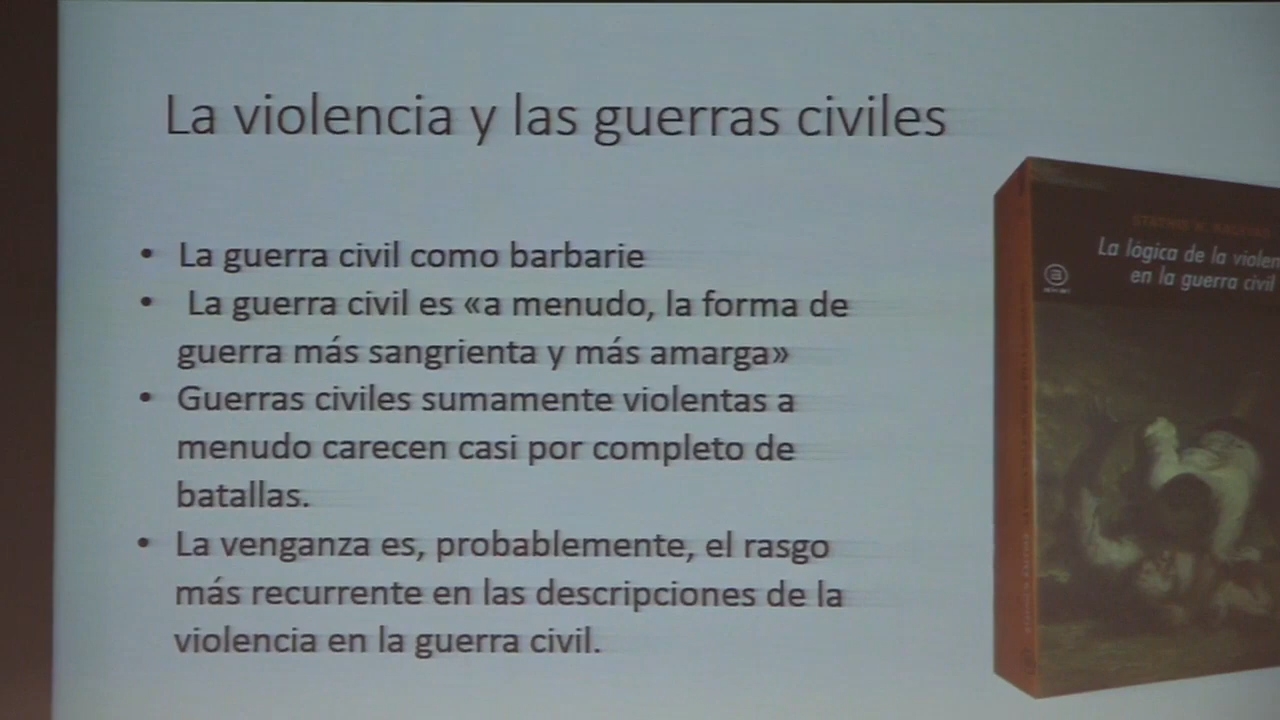 La violencia y las guerras civiles
• La guerra civil como barbarie
• La guerra civil es «a menudo, la forma de
guerra más sangrienta y más amarga»
• Guerras civiles sumamente violentas a
menudo carecen casi por completo de
batallas.
• La venganza es, probablemente, el rasgo
más recurrente en las descripciones de la
violencia en la guerra civil.
La lógica de la violen
en la guerra civil